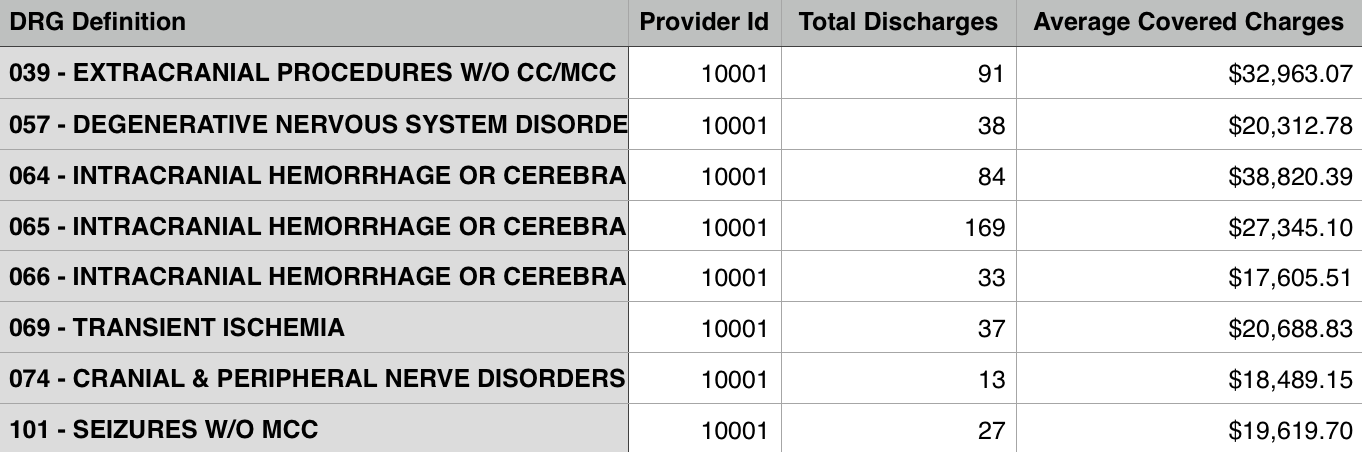 DRG Definition Provider Id Total Discharges Average Covered Charges
039 - EXTRACRANIAL PROCEDURES W/O CC/MCC 10001 91 $32,963.07
057 - DEGENERATIVE NERVOUS SYSTEM DISORDE 10001 38 $20,312.78
064 - INTRACRANIAL HEMORRHAGE OR CEREBRA 10001 84 $38,820.39
065 - INTRACRANIAL HEMORRHAGE OR CEREBRA 10001 169 $27,345.10
066 - INTRACRANIAL HEMORRHAGE OR CEREBRA 10001 33 $17,605.51
069 - TRANSIENT ISCHEMIA 10001 37 $20,688.83
074 - CRANIAL & PERIPHERAL NERVE DISORDERS 10001 13 $18,489.15
101 - SEIZURES W/O MCC 10001 27 $19,619.70